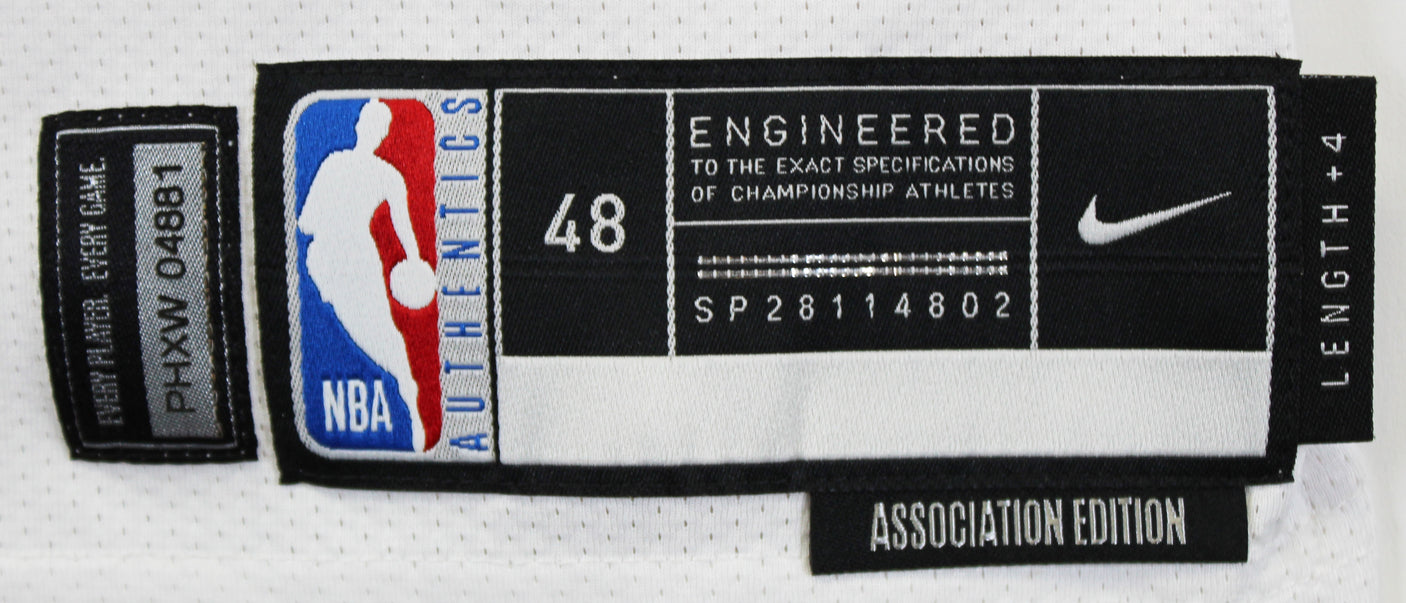 EVERY PLAYER. EVERY GAME.
PHXW 04881
NBA
AUTHENTICS
48
ENGINEERED
TO THE EXACT SPECIFICATIONS
OF CHAMPIONSHIP ATHLETES
SP28114802
LENGTH +4
ASSOCIATION EDITION